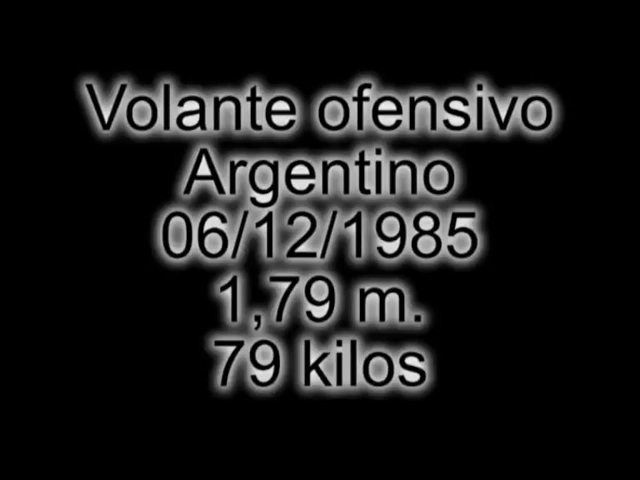 Volante ofensivo
Argentino
06/12/1985
1,79 m.
79 kilos